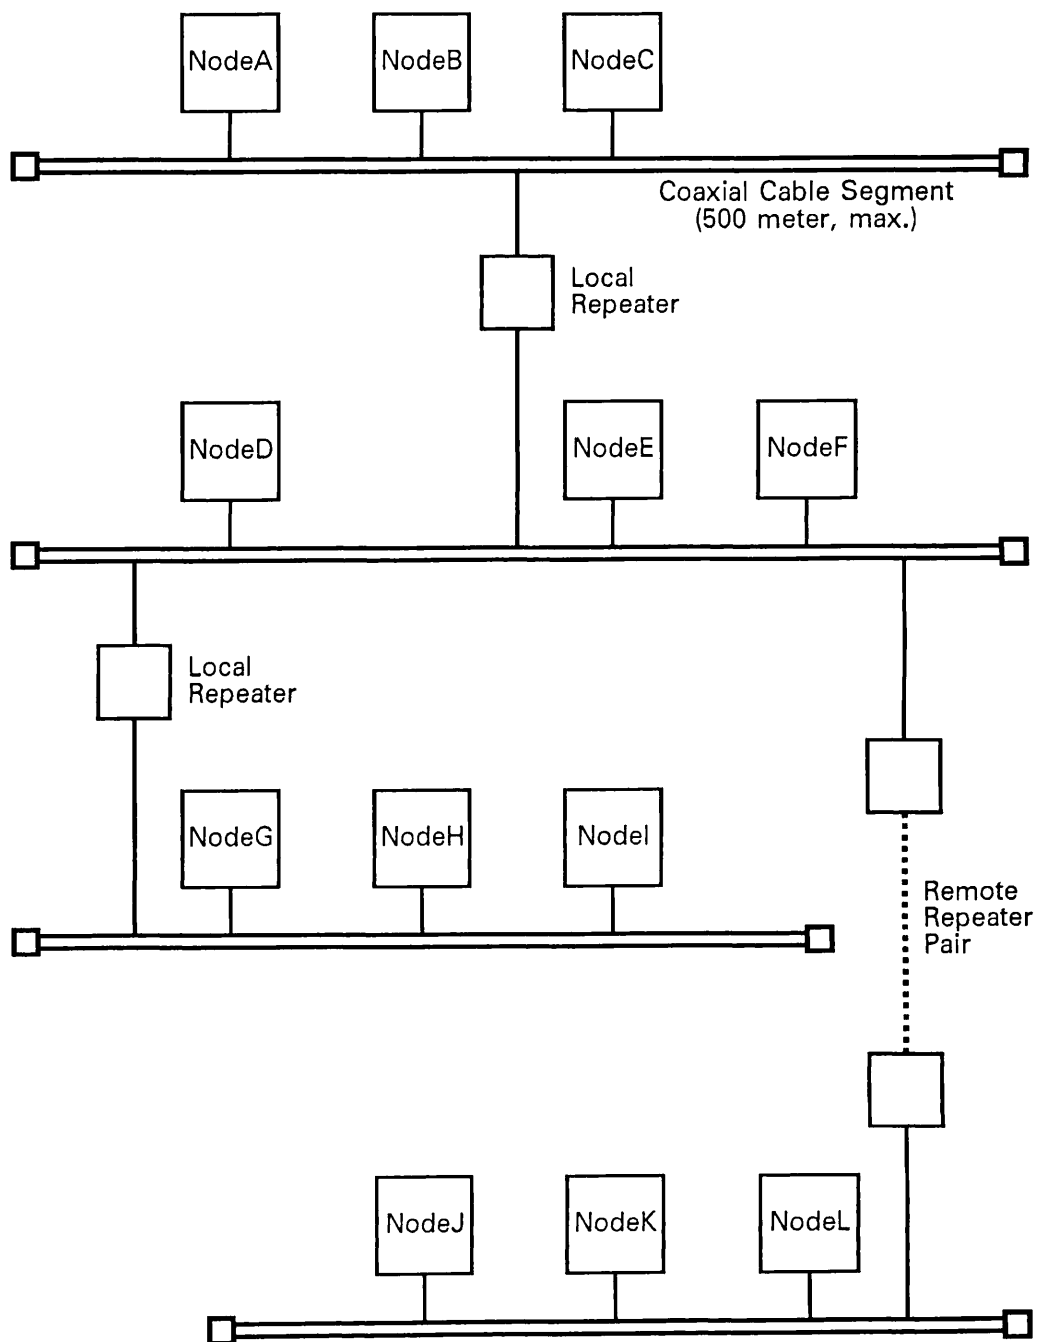 NodeA
NodeB
NodeC
Coaxial Cable Segment
(500 meter, max.)
Local
Repeater
NodeD
NodeE
NodeF
Local
Repeater
NodeG
NodeH
NodeI
Remote
Repeater
Pair
NodeJ
NodeK
NodeL